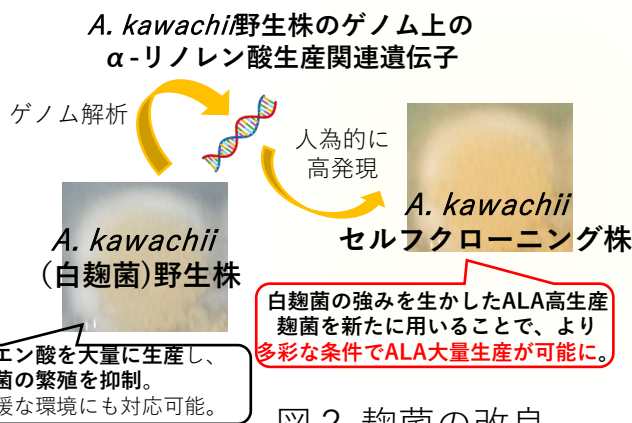 A. kawachii野生株のゲノム上の
α-リノレン酸生産関連遺伝子
ゲノム解析
人為的に
高発現
A. kawachii
(白麹菌)野生株
A. kawachii
セルフクローニング株
白麹菌の強みを生かしたALA高生産
麹菌を新たに用いることで、より
多彩な条件でALA大量生産が可能に。
エン酸を大量に生産し、
菌の繁殖を抑制。
暖な環境にも対応可能。
図2 麹菌の改良